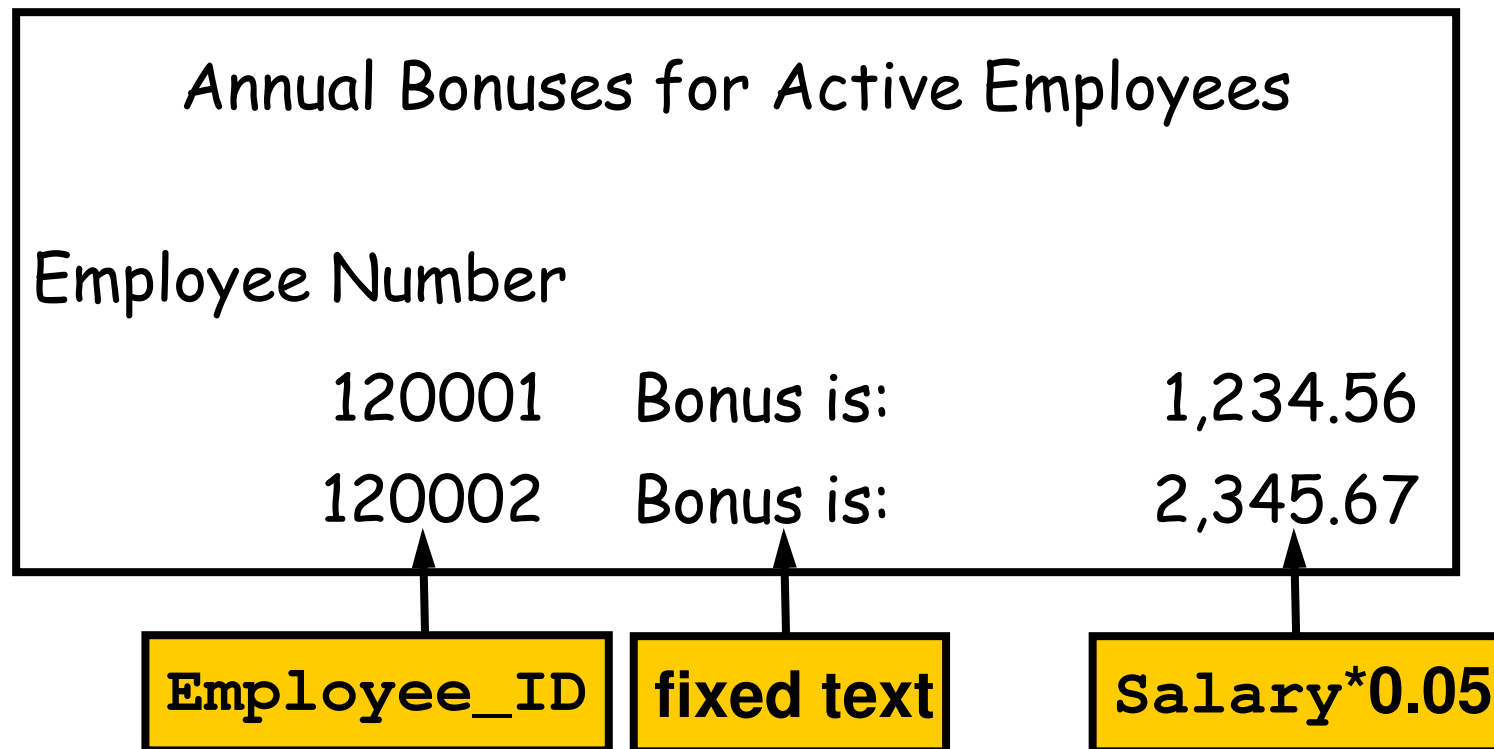 Annual Bonuses for Active Employees
Employee Number
120001 Bonus is: 1,234.56
120002 Bonus is: 2,345.67
Employee_ID fixed text Salary*0.05